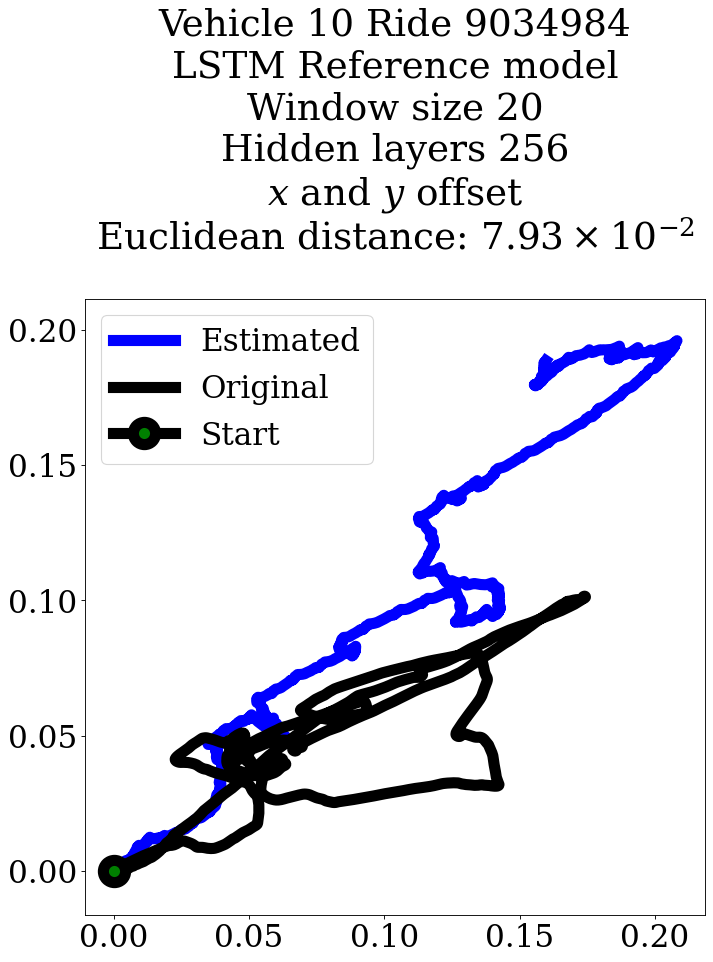 Vehicle 10 Ride 9034984
LSTM Reference model
Window size 20
Hidden layers 256
x and y offset
Euclidean distance: 7.93 × 10⁻²
Estimated
Original
Start
0.20
0.15
0.10
0.05
0.00
0.00 0.05 0.10 0.15 0.20